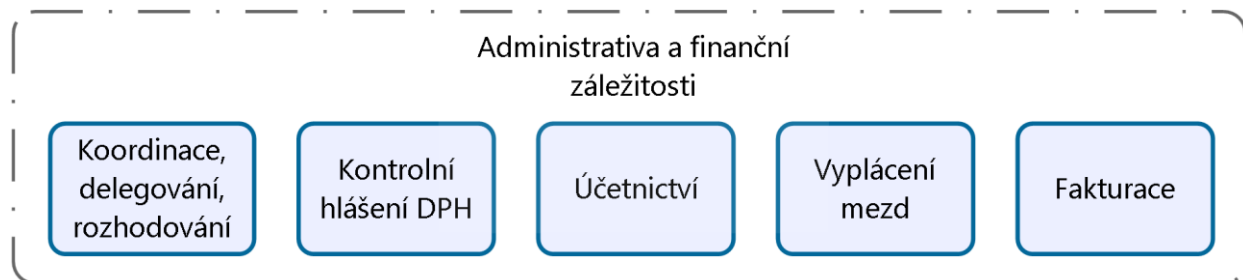 Administrativa a finanční
záležitosti
Koordinace,
delegování,
rozhodování
Kontrolní
hlášení DPH
Účetnictví
Vyplácení
mezd
Fakturace